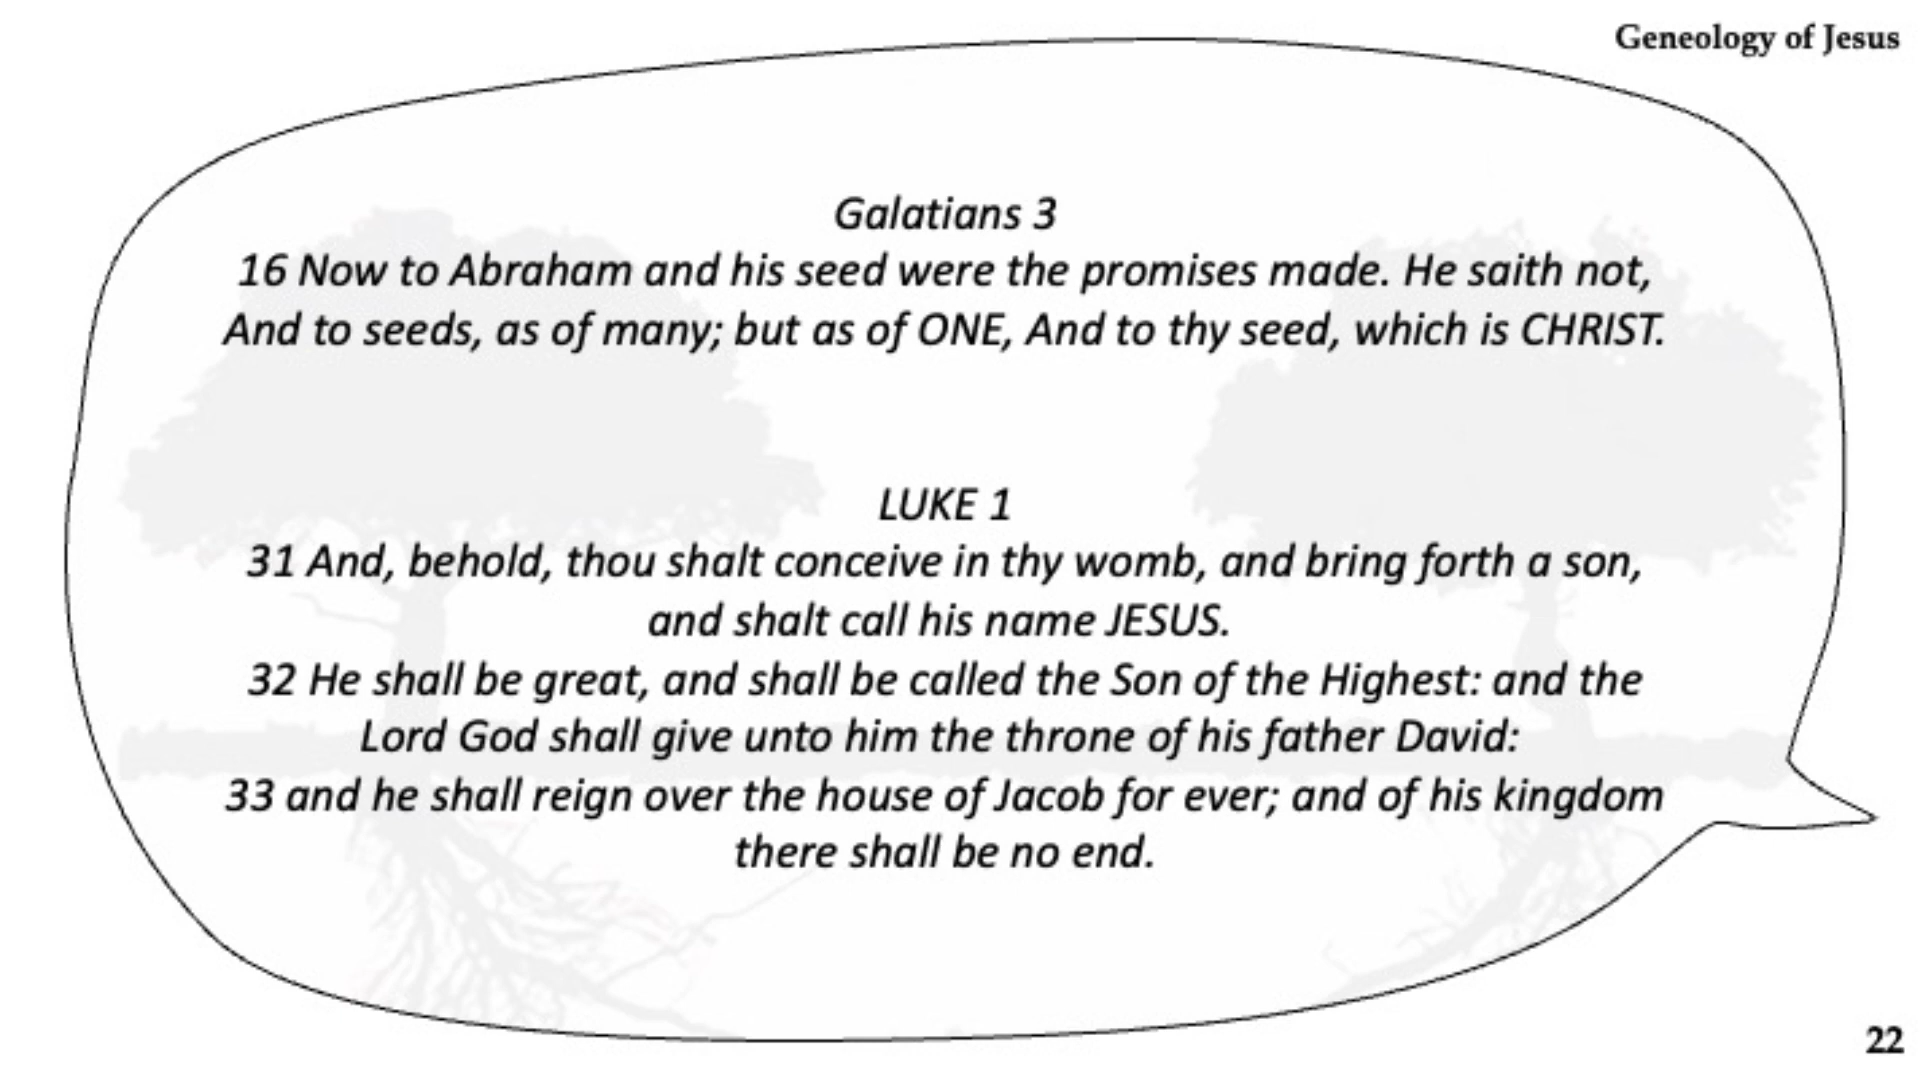 Geneology of Jesus
Galatians 3
16 Now to Abraham and his seed were the promises made. He saith not,
And to seeds, as of many; but as of ONE, And to thy seed, which is CHRIST.
LUKE 1
31 And, behold, thou shalt conceive in thy womb, and bring forth a son,
and shalt call his name JESUS.
32 He shall be great, and shall be called the Son of the Highest: and the
Lord God shall give unto him the throne of his father David:
33 and he shall reign over the house of Jacob for ever; and of his kingdom
there shall be no end.
22